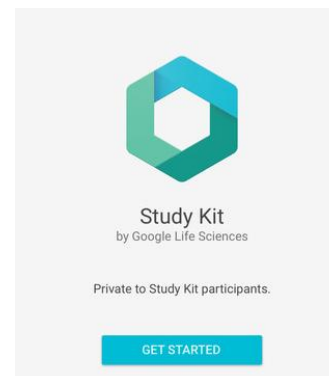 Study Kit
by Google Life Sciences
Private to Study Kit participants.
GET STARTED